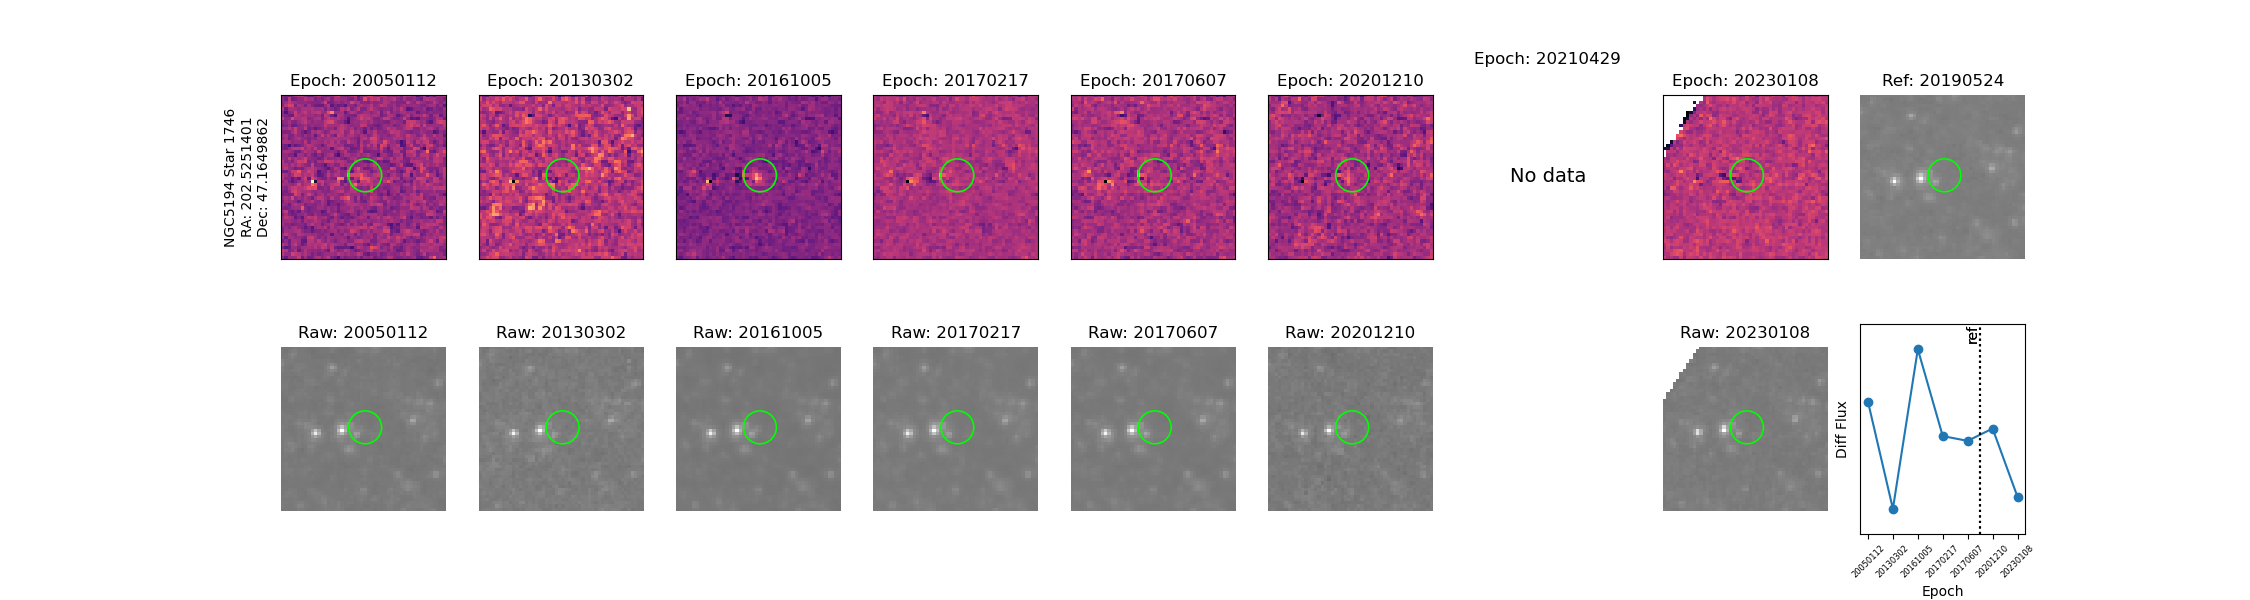 NGC5194 Star 1746
RA: 202.5251401
Dec: 47.1649862
Epoch: 20050112
Epoch: 20130302
Epoch: 20161005
Epoch: 20170217
Epoch: 20170607
Epoch: 20201210
Epoch: 20210429
No data
Epoch: 20230108
Ref: 20190524
Raw: 20050112
Raw: 20130302
Raw: 20161005
Raw: 20170217
Raw: 20170607
Raw: 20201210
Raw: 20230108
ref
Diff Flux
20050112
20130302
20161005
20170217
20170607
20201210
20230108
Epoch